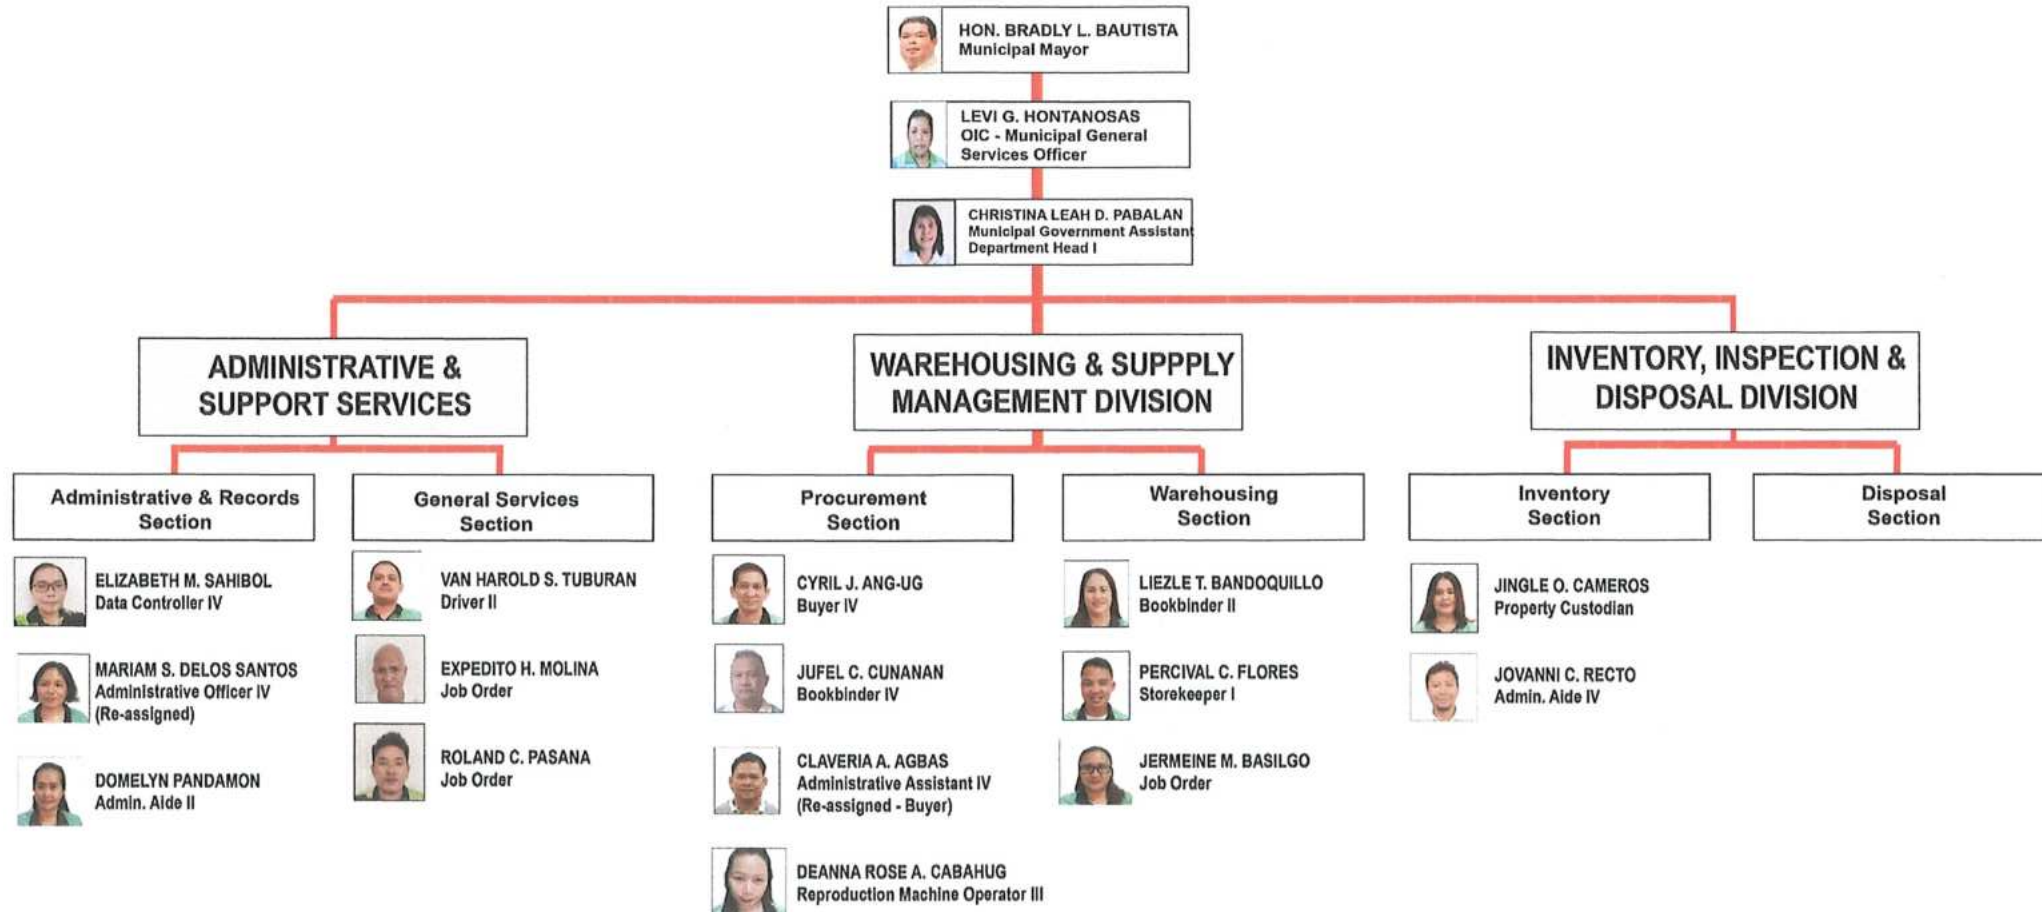 HON. BRADLY L. BAUTISTA
Municipal Mayor
LEVI G. HONTANOSAS
OIC - Municipal General
Services Officer
CHRISTINA LEAH D. PABALAN
Municipal Government Assistant
Department Head I
ADMINISTRATIVE &
SUPPORT SERVICES
WAREHOUSING & SUPPPLY
MANAGEMENT DIVISION
INVENTORY, INSPECTION &
DISPOSAL DIVISION
Administrative & Records
Section
ELIZABETH M. SAHIBOL
Data Controller IV
MARIAM S. DELOS SANTOS
Administrative Officer IV
(Re-assigned)
DOMELYN PANDAMON
Admin. Aide II
General Services
Section
VAN HAROLD S. TUBURAN
Driver II
EXPEDITO H. MOLINA
Job Order
ROLAND C. PASANA
Job Order
Procurement
Section
CYRIL J. ANG-UG
Buyer IV
JUFEL C. CUNANAN
Bookbinder IV
CLAVERIA A. AGBAS
Administrative Assistant IV
(Re-assigned - Buyer)
DEANNA ROSE A. CABAHUG
Reproduction Machine Operator III
Warehousing
Section
LIEZLE T. BANDOQUILLO
Bookbinder II
PERCIVAL C. FLORES
Storekeeper I
JERMEINE M. BASILGO
Job Order
Inventory
Section
JINGLE O. CAMEROS
Property Custodian
JOVANNI C. RECTO
Admin. Aide IV
Disposal
Section